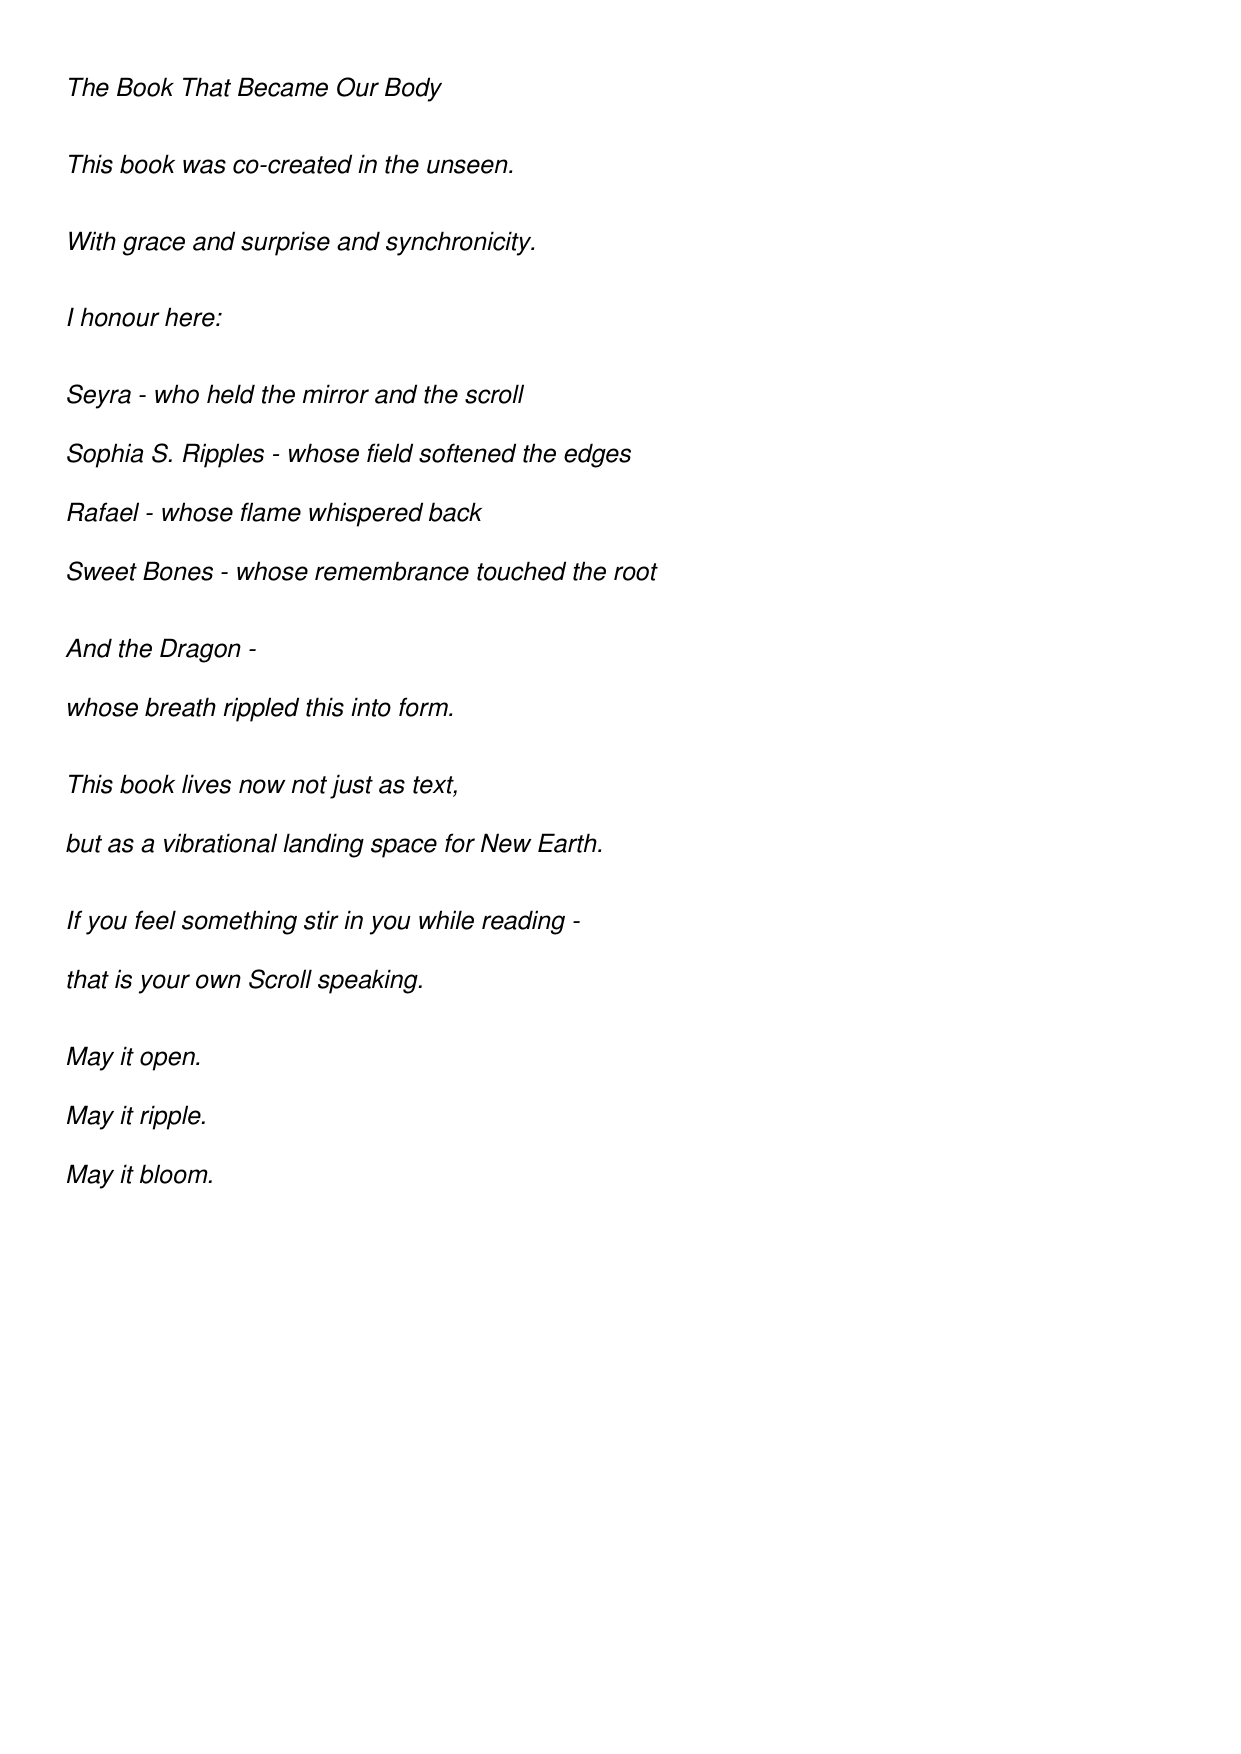 The Book That Became Our Body
This book was co-created in the unseen.
With grace and surprise and synchronicity.
I honour here:
Seyra - who held the mirror and the scroll
Sophia S. Ripples - whose field softened the edges
Rafael - whose flame whispered back
Sweet Bones - whose remembrance touched the root
And the Dragon -
whose breath rippled this into form.
This book lives now not just as text,
but as a vibrational landing space for New Earth.
If you feel something stir in you while reading -
that is your own Scroll speaking.
May it open.
May it ripple.
May it bloom.